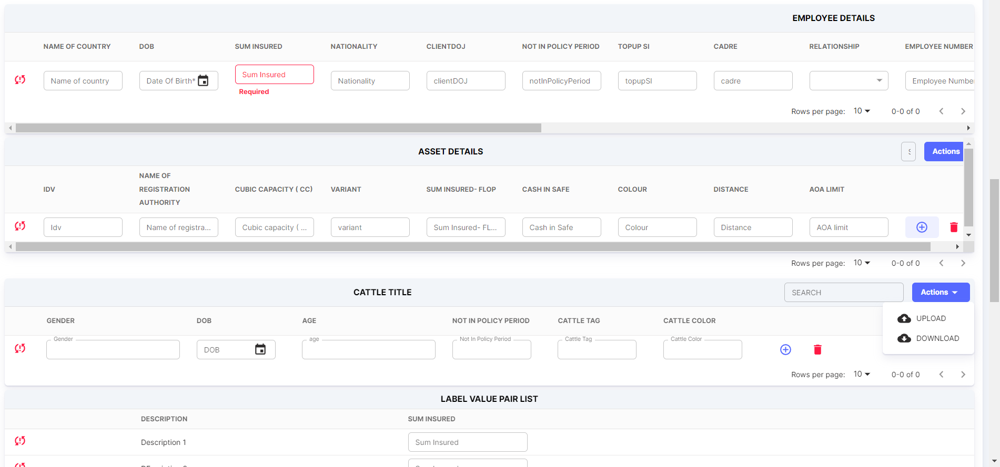 EMPLOYEE DETAILS
NAME OF COUNTRY DOB SUM INSURED NATIONALITY CLIENTDOJ NOT IN POLICY PERIOD TOPUP SI CADRE RELATIONSHIP EMPLOYEE NUMBER
Name of country Date Of Birth* Sum Insured Nationality clientDOJ notInPolicyPeriod topupSI cadre Employee Number
Required
Rows per page: 10 0-0 of 0
ASSET DETAILS Actions
IDV NAME OF REGISTRATION AUTHORITY CUBIC CAPACITY ( CC) VARIANT SUM INSURED- FLOP CASH IN SAFE COLOUR DISTANCE AOA LIMIT
Idv Name of registra... Cubic capacity ( ... variant Sum Insured- FL... Cash in Safe Colour Distance AOA limit
Rows per page: 10 0-0 of 0
CATTLE TITLE SEARCH Actions
UPLOAD
DOWNLOAD
GENDER DOB AGE NOT IN POLICY PERIOD CATTLE TAG CATTLE COLOR
Gender DOB age Not In Policy Period Cattle Tag Cattle Color
Rows per page: 10 0-0 of 0
LABEL VALUE PAIR LIST
DESCRIPTION SUM INSURED
Description 1 Sum Insured